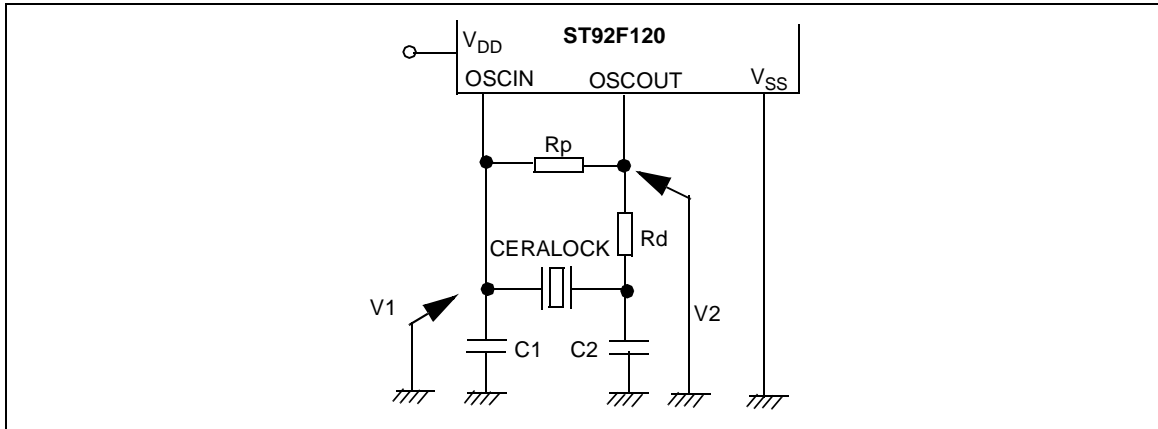 ST92F120
VDD
OSCIN
OSCOUT
VSS
Rp
Rd
CERALOCK
V1
V2
C1
C2